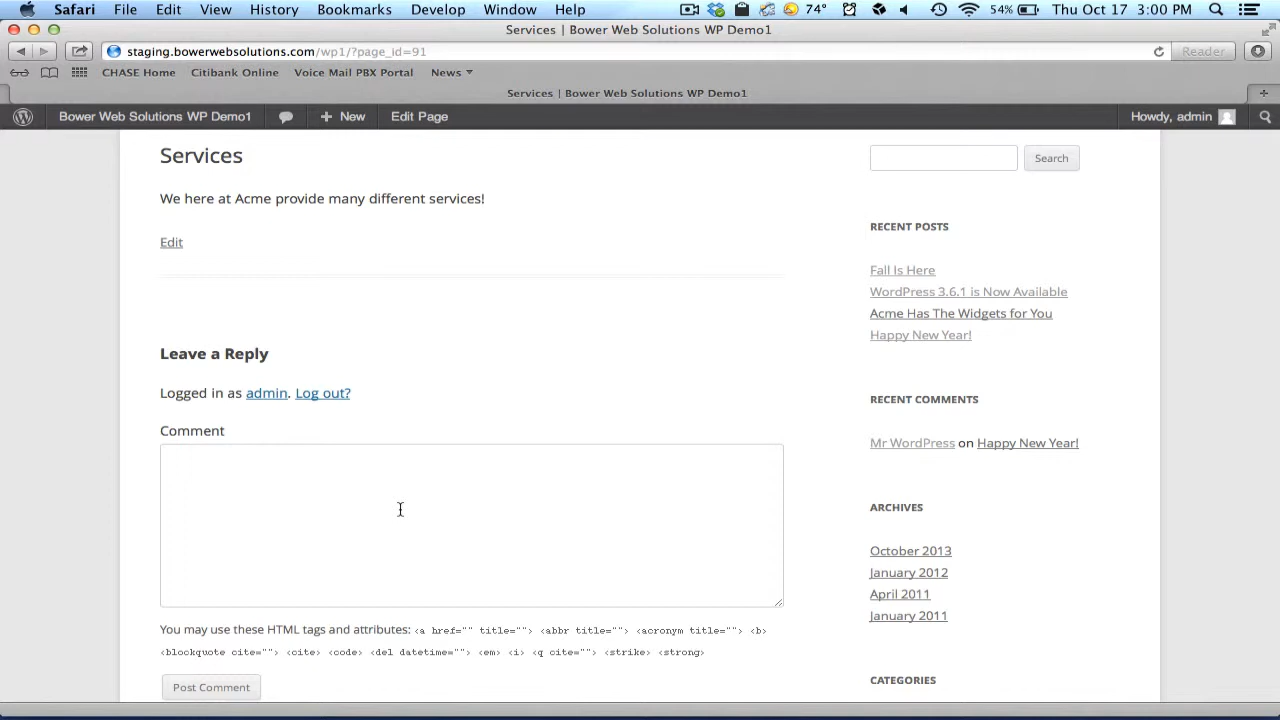 Safari File Edit View History Bookmarks Develop Window Help 74° 54% Thu Oct 17 3:00 PM
Services | Bower Web Solutions WP Demo1
staging.bowerwebsolutions.com/wp1/?page_id=91 Reader
CHASE Home Citibank Online Voice Mail PBX Portal News
Services | Bower Web Solutions WP Demo1
Bower Web Solutions WP Demo1 + New Edit Page Howdy, admin
Services
We here at Acme provide many different services!
Edit
Leave a Reply
Logged in as admin. Log out?
Comment
You may use these HTML tags and attributes: <a href="" title=""> <abbr title=""> <acronym title=""> <b>
<blockquote cite=""> <cite> <code> <del datetime=""> <em> <i> <q cite=""> <strike> <strong>
Post Comment
Search
RECENT POSTS
Fall Is Here
WordPress 3.6.1 is Now Available
Acme Has The Widgets for You
Happy New Year!
RECENT COMMENTS
Mr WordPress on Happy New Year!
ARCHIVES
October 2013
January 2012
April 2011
January 2011
CATEGORIES